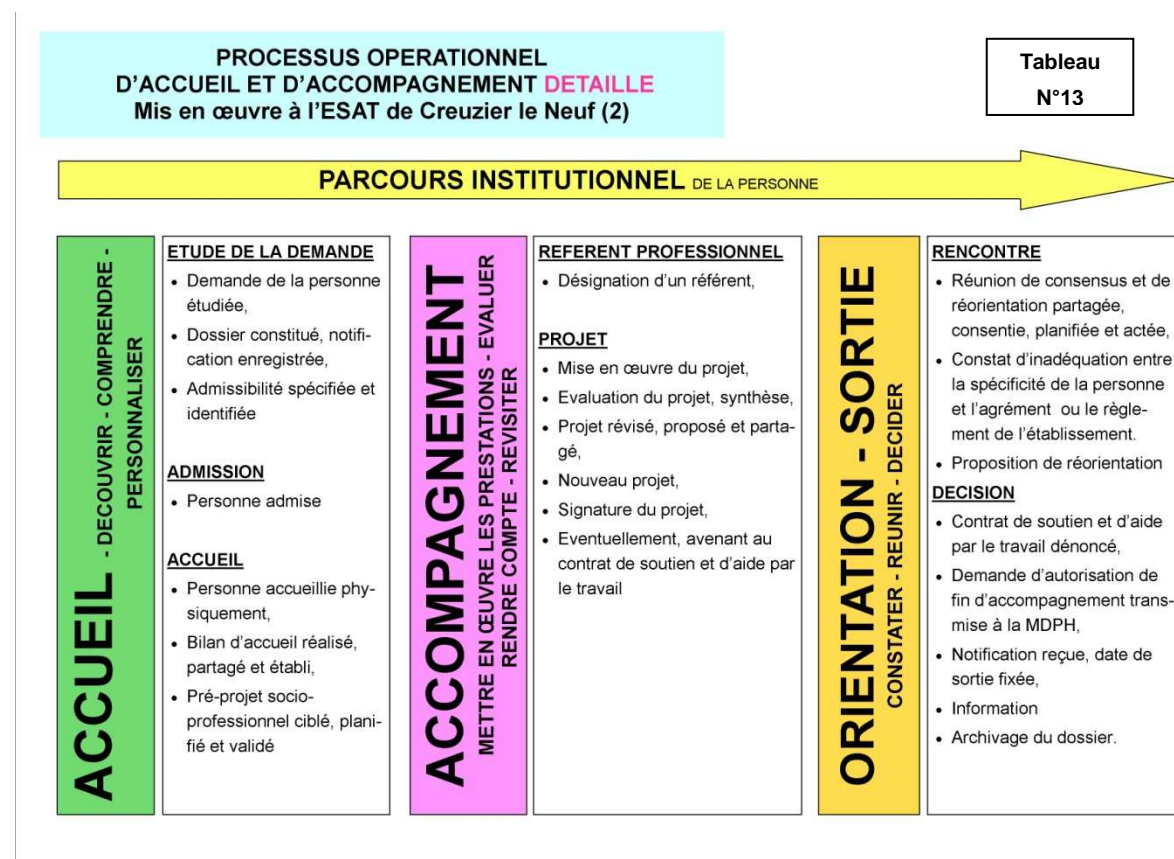 PROCESSUS OPERATIONNEL
D’ACCUEIL ET D’ACCOMPAGNEMENT DETAILLE
Mis en œuvre à l’ESAT de Creuzier le Neuf (2)
Tableau
N°13
PARCOURS INSTITUTIONNEL DE LA PERSONNE
ACCUEIL - DECOUVRIR - COMPRENDRE -
PERSONNALISER
ETUDE DE LA DEMANDE
• Demande de la personne
étudiée,
• Dossier constitué, notifi-
cation enregistrée,
• Admissibilité spécifiée et
identifiée
ADMISSION
• Personne admise
ACCUEIL
• Personne accueillie phy-
siquement,
• Bilan d’accueil réalisé,
partagé et établi,
• Pré-projet socio-
professionnel ciblé, plani-
fié et validé
ACCOMPAGNEMENT
METTRE EN ŒUVRE LES PRESTATIONS - EVALUER
RENDRE COMPTE - REVISITER
REFERENT PROFESSIONNEL
• Désignation d’un référent,
PROJET
• Mise en œuvre du projet,
• Evaluation du projet, synthèse,
• Projet révisé, proposé et parta-
gé,
• Nouveau projet,
• Signature du projet,
• Eventuellement, avenant au
contrat de soutien et d’aide par
le travail
ORIENTATION - SORTIE
CONSTATER - REUNIR - DECIDER
RENCONTRE
• Réunion de consensus et de
réorientation partagée,
consentie, planifiée et actée,
• Constat d’inadéquation entre
la spécificité de la personne
et l’agrément ou le règle-
ment de l’établissement.
• Proposition de réorientation
DECISION
• Contrat de soutien et d’aide
par le travail dénoncé,
• Demande d’autorisation de
fin d’accompagnement trans-
mise à la MDPH,
• Notification reçue, date de
sortie fixée,
• Information
• Archivage du dossier.